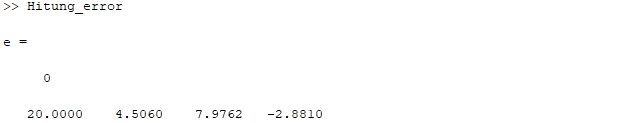 >> Hitung_error
e =
0
20.0000 4.5060 7.9762 -2.8810